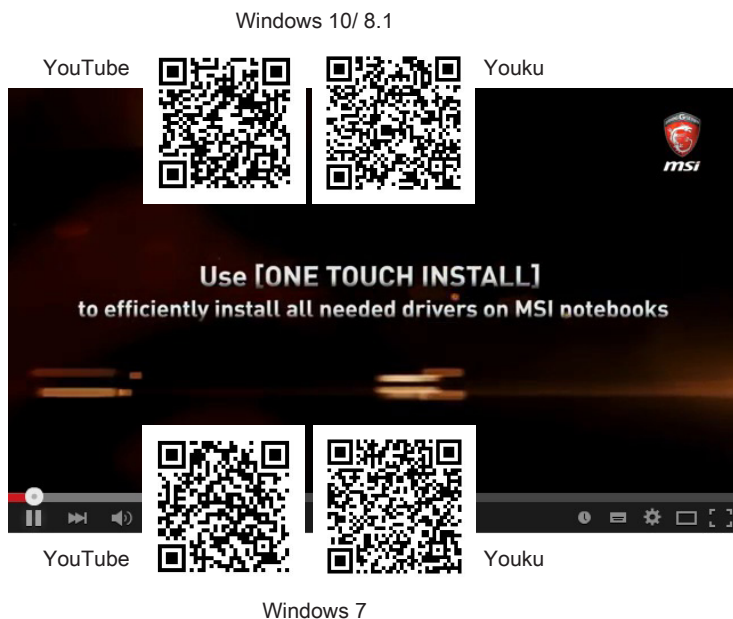 Windows 10/ 8.1
YouTube
Youku
msi
Use [ONE TOUCH INSTALL]
to efficiently install all needed drivers on MSI notebooks
YouTube
Youku
Windows 7